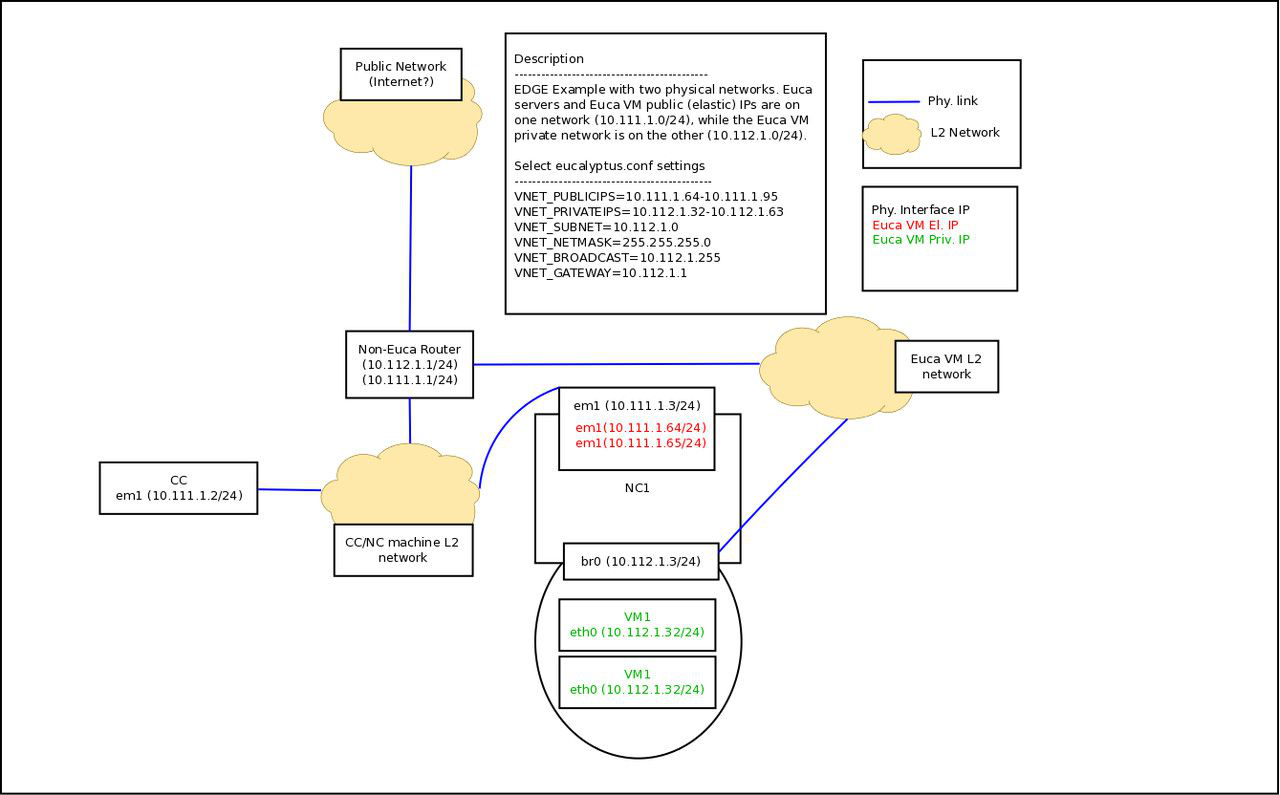 Public Network
(Internet?)
Description
--------------------------------------------
EDGE Example with two physical networks. Euca
servers and Euca VM public (elastic) IPs are on
one network (10.111.1.0/24), while the Euca VM
private network is on the other (10.112.1.0/24).
Select eucalyptus.conf settings
---------------------------------------------
VNET_PUBLICIPS=10.111.1.64-10.111.1.95
VNET_PRIVATEIPS=10.112.1.32-10.112.1.63
VNET_SUBNET=10.112.1.0
VNET_NETMASK=255.255.255.0
VNET_BROADCAST=10.112.1.255
VNET_GATEWAY=10.112.1.1
Phy. link
L2 Network
Phy. Interface IP
Euca VM El. IP
Euca VM Priv. IP
Non-Euca Router
(10.112.1.1/24)
(10.111.1.1/24)
Euca VM L2
network
em1 (10.111.1.3/24)
em1(10.111.1.64/24)
em1(10.111.1.65/24)
NC1
CC
em1 (10.111.1.2/24)
CC/NC machine L2
network
br0 (10.112.1.3/24)
VM1
eth0 (10.112.1.32/24)
VM1
eth0 (10.112.1.32/24)